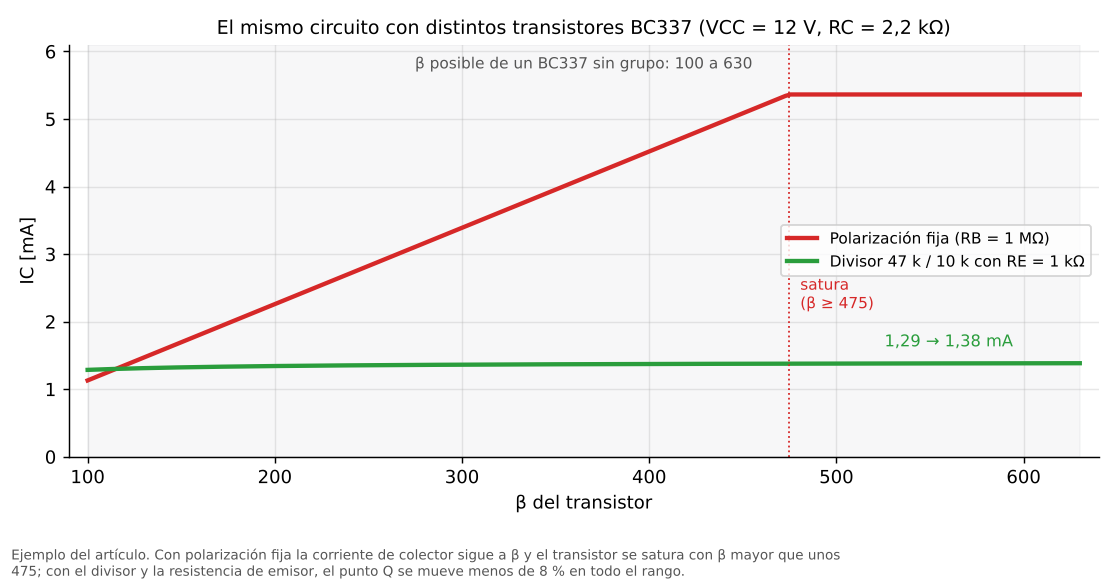 El mismo circuito con distintos transistores BC337 (VCC = 12 V, RC = 2,2 kΩ)
β posible de un BC337 sin grupo: 100 a 630
IC [mA]
6
5
4
3
2
1
0
Polarización fija (RB = 1 MΩ)
Divisor 47 k / 10 k con RE = 1 kΩ
satura
(β ≥ 475)
1,29 → 1,38 mA
100 200 300 400 500 600
β del transistor
Ejemplo del artículo. Con polarización fija la corriente de colector sigue a β y el transistor se satura con β mayor que unos
475; con el divisor y la resistencia de emisor, el punto Q se mueve menos de 8 % en todo el rango.